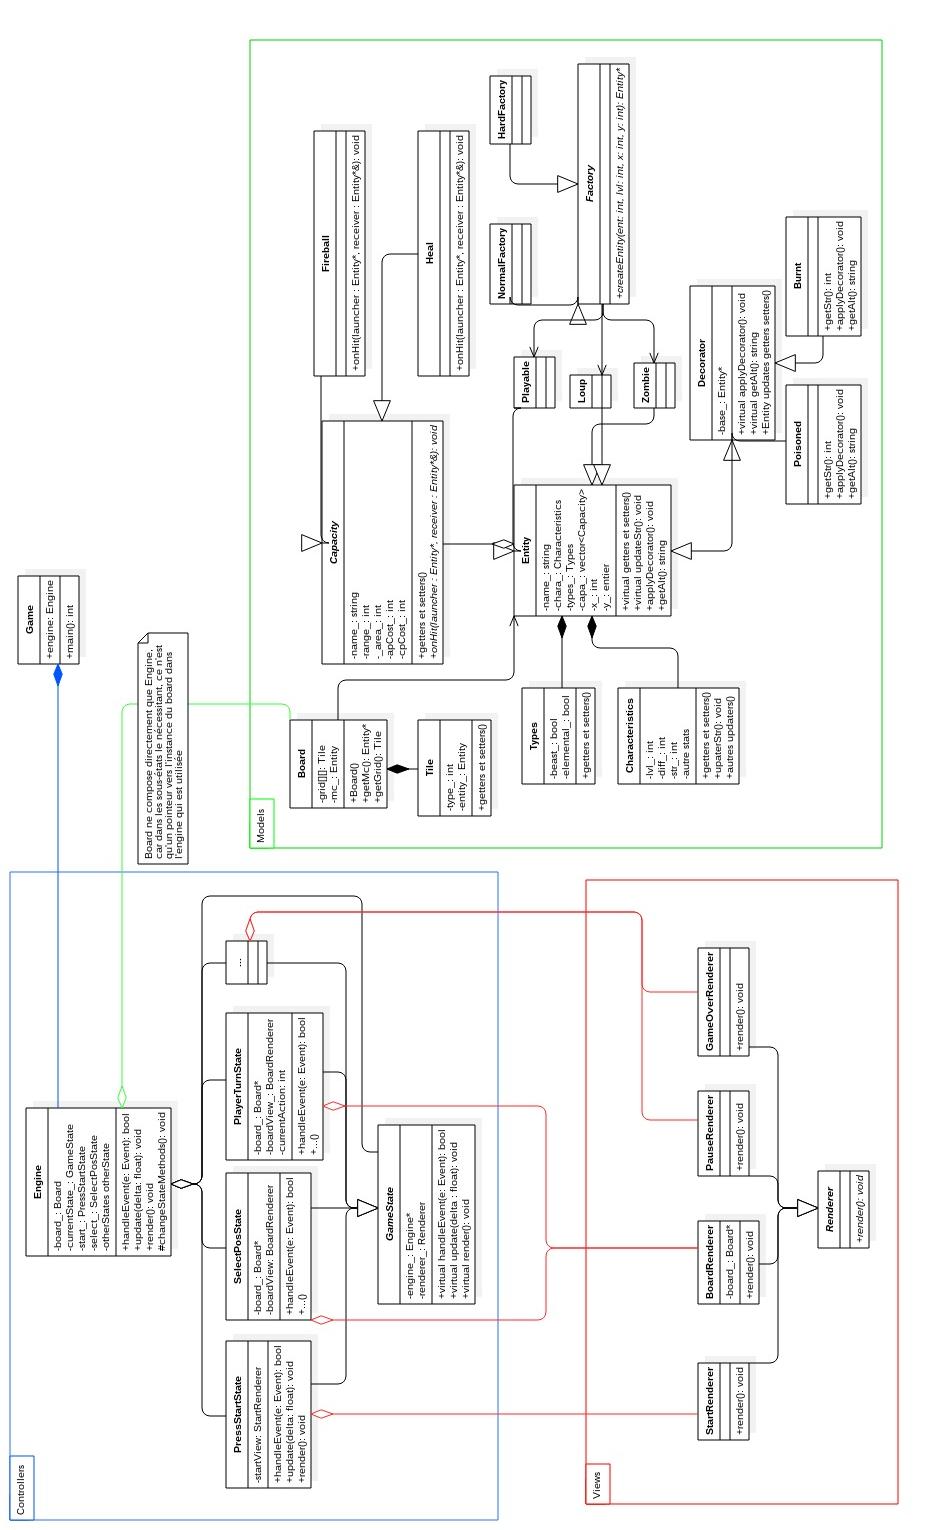 Controllers
Engine
-board_: Board
-currentState_: GameState
-start_: PressStartState
-select_: SelectPosState
-otherStates otherState
+handleEvent(e: Event): bool
+update(delta: float): void
+render(): void
#changeStateMethods(): void
Game
+engine: Engine
+main(): int
Board ne compose directement que Engine,
car dans les sous-états le nécessitant, ce n'est
qu'un pointeur vers l'instance du board dans
l'engine qui est utilisée
PressStartState
-startView: StartRenderer
+handleEvent(e: Event): bool
+update(delta: float): void
+render(): void
SelectPosState
-board_: Board*
-boardView: BoardRenderer
+handleEvent(e: Event): bool
+...()
PlayerTurnState
-board_: Board*
-boardView_: BoardRenderer
-currentAction: int
+handleEvent(e: Event): bool
+...()
...
GameState
-engine_: Engine*
-renderer_: Renderer
+virtual handleEvent(e: Event): bool
+virtual update(delta : float): void
+virtual render(): void
Models
Board
-grid[][]: Tile
-mc_: Entity
+Board()
+getMc(): Entity*
+getGrid(): Tile
Tile
-type_: int
-entity_: Entity
+getters et setters()
Capacity
-name_: string
-range_: int
-_area_: int
-apCost_: int
-cpCost_: int
+getters et setters()
+onHit(launcher : Entity*, receiver : Entity*&): void
Fireball
+onHit(launcher : Entity*, receiver : Entity*&): void
Heal
+onHit(launcher : Entity*, receiver : Entity*&): void
Types
-beast_: bool
-elemental_: bool
+getters et setters()
Characteristics
-lvl_: int
-diff_: int
-str_: int
-autre stats
+getters et setters()
+upaterStr(): void
+autres updaters()
Entity
-name_: string
-chara_: Characteristics
-types_: Types
-capa_: vector<Capacity>
-x_: int
-y_: entier
+virtual getters et setters()
+virtual updateStr(): void
+applyDecorator(): void
+getAlt(): string
Playable
Loup
Zombie
NormalFactory
HardFactory
Factory
+createEntity(ent: int, lvl: int, x: int, y: int): Entity*
Decorator
-base_: Entity*
+virtual applyDecorator(): void
+virtual getAlt(): string
+Entity updates getters setters()
Poisoned
+getStr(): int
+applyDecorator(): void
+getAlt(): string
Burnt
+getStr(): int
+applyDecorator(): void
+getAlt(): string
Views
StartRenderer
+render(): void
BoardRenderer
-board_: Board*
+render(): void
PauseRenderer
+render(): void
GameOverRenderer
+render(): void
Renderer
+render(): void